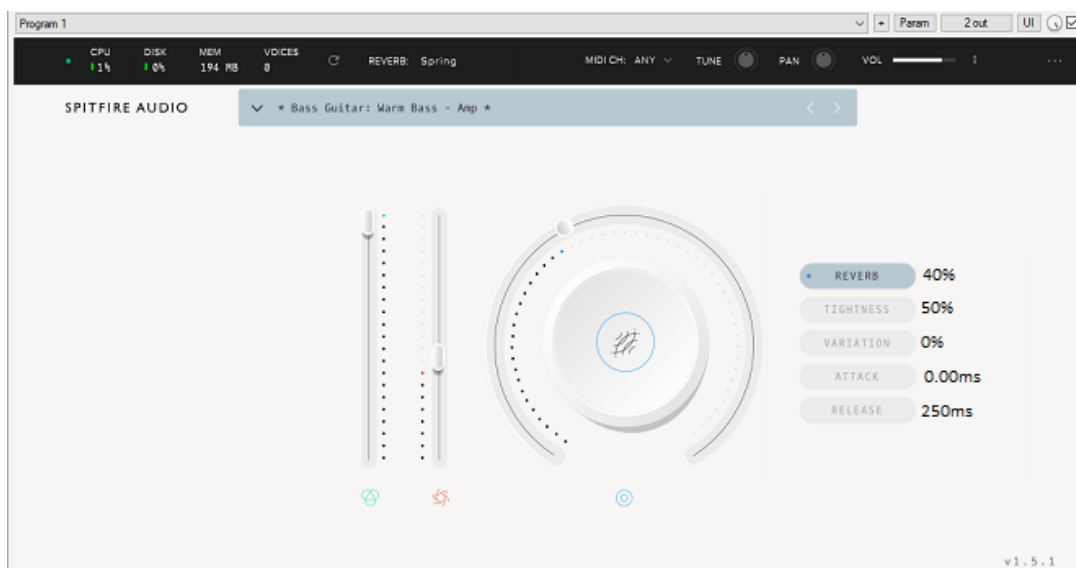 Program 1 + Param 2 out UI
CPU DISK MEM VOICES
1% 0% 194 MB 0 REVERB: Spring MIDI CH: ANY TUNE PAN VOL
SPITFIRE AUDIO * Bass Guitar: Warm Bass - Amp *
REVERB 40%
TIGHTNESS 50%
VARIATION 0%
ATTACK 0.00ms
RELEASE 250ms
v1.5.1